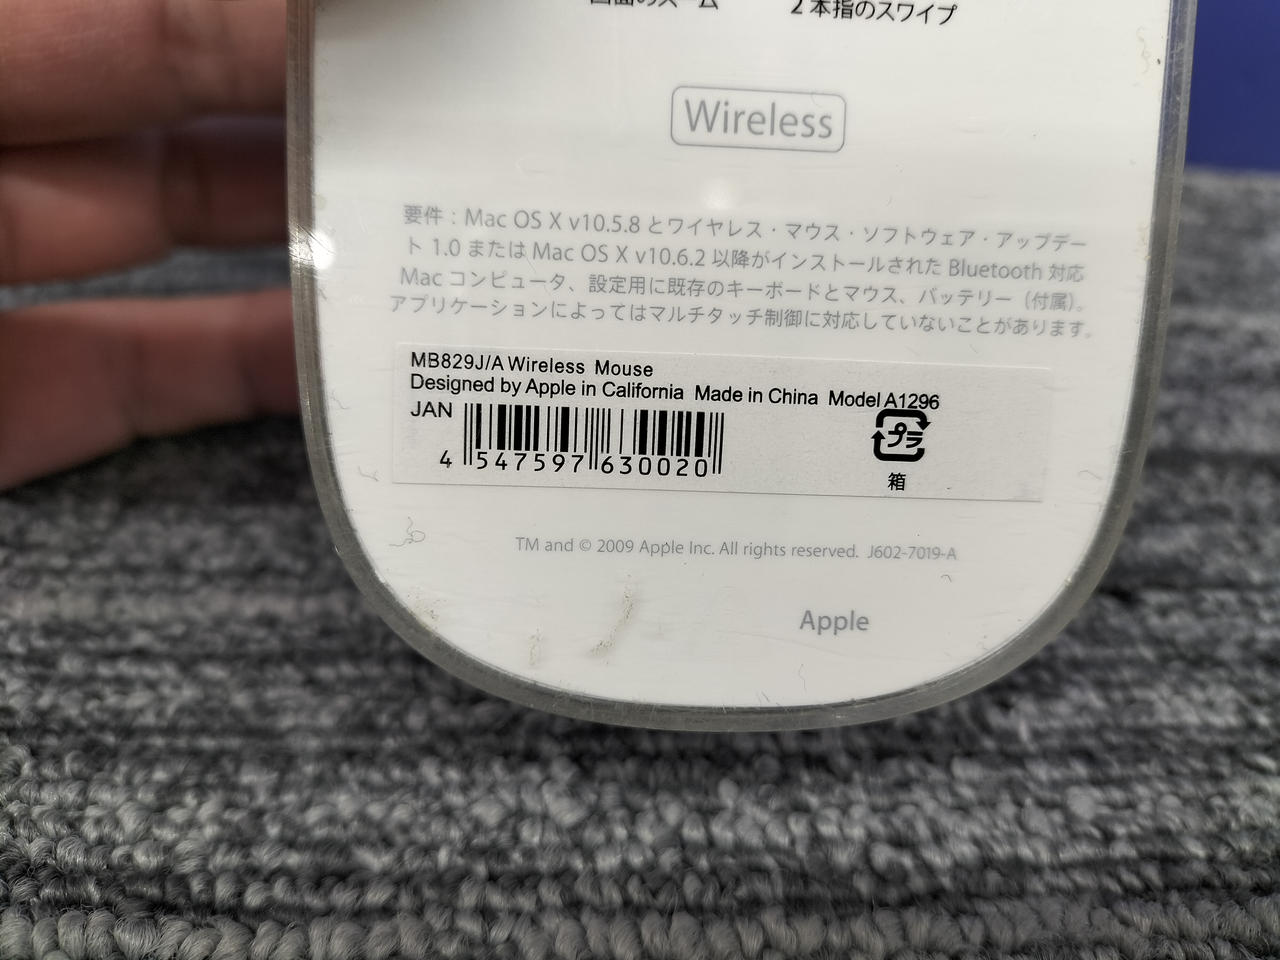 画面のズーム 2本指のスワイプ
Wireless
要件：Mac OS X v10.5.8 とワイヤレス・マウス・ソフトウェア・アップデー
ト 1.0 または Mac OS X v10.6.2 以降がインストールされた Bluetooth 対応
Mac コンピュータ、設定用に既存のキーボードとマウス、バッテリー（付属）。
アプリケーションによってはマルチタッチ制御に対応していないことがあります。
MB829J/A Wireless Mouse
Designed by Apple in California Made in China Model A1296
JAN
プラ
4 547597 630020
箱
TM and © 2009 Apple Inc. All rights reserved. J602-7019-A
Apple